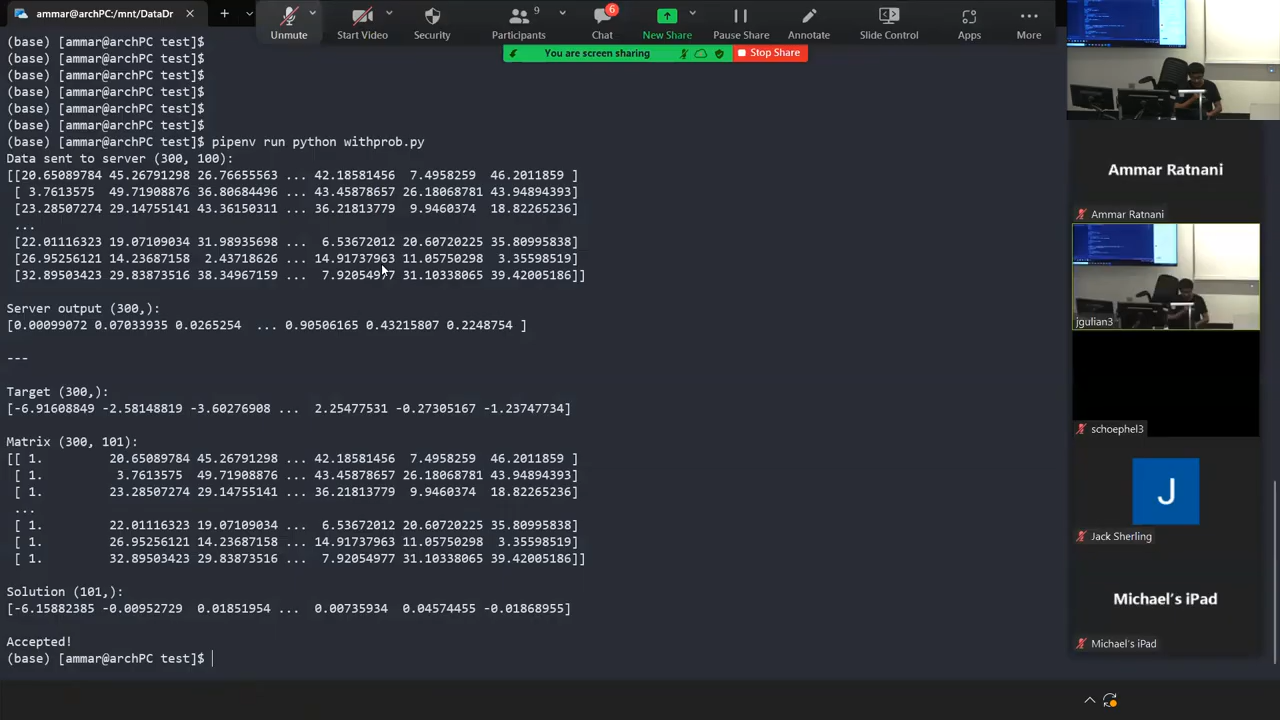 ammar@archPC:/mnt/DataDr
Unmute
Start Video
Security
9
Participants
6
Chat
New Share
Pause Share
Annotate
Slide Control
Apps
More
You are screen sharing
Stop Share
(base) [ammar@archPC test]$
(base) [ammar@archPC test]$
(base) [ammar@archPC test]$
(base) [ammar@archPC test]$
(base) [ammar@archPC test]$
(base) [ammar@archPC test]$
(base) [ammar@archPC test]$ pipenv run python withprob.py
Data sent to server (300, 100):
[[20.65089784 45.26791298 26.76655563 ... 42.18581456  7.4958259  46.2011859 ]
 [ 3.7613575  49.71908876 36.80684496 ... 43.45878657 26.18068781 43.94894393]
 [23.28507274 29.14755141 43.36150311 ... 36.21813779  9.9460374  18.82265236]
 ...
 [22.01116323 19.07109034 31.98935698 ...  6.53672012 20.60720225 35.80995838]
 [26.95256121 14.23687158  2.43718626 ... 14.91737963 11.05750298  3.35598519]
 [32.89503423 29.83873516 38.34967159 ...  7.92054977 31.10338065 39.42005186]]
Server output (300,):
[0.00099072 0.07033935 0.0265254  ... 0.90506165 0.43215807 0.2248754 ]
---
Target (300,):
[-6.91608849 -2.58148819 -3.60276908 ...  2.25477531 -0.27305167 -1.23747734]
Matrix (300, 101):
[[ 1.         20.65089784 45.26791298 ... 42.18581456  7.4958259  46.2011859 ]
 [ 1.          3.7613575  49.71908876 ... 43.45878657 26.18068781 43.94894393]
 [ 1.         23.28507274 29.14755141 ... 36.21813779  9.9460374  18.82265236]
 ...
 [ 1.         22.01116323 19.07109034 ...  6.53672012 20.60720225 35.80995838]
 [ 1.         26.95256121 14.23687158 ... 14.91737963 11.05750298  3.35598519]
 [ 1.         32.89503423 29.83873516 ...  7.92054977 31.10338065 39.42005186]]
Solution (101,):
[-6.15882385 -0.00952729  0.01851954 ...  0.00735934  0.04574455 -0.01868955]
Accepted!
(base) [ammar@archPC test]$
Ammar Ratnani
Ammar Ratnani
jgulian3
schoephel3
J
Jack Sherling
Michael's iPad
Michael's iPad